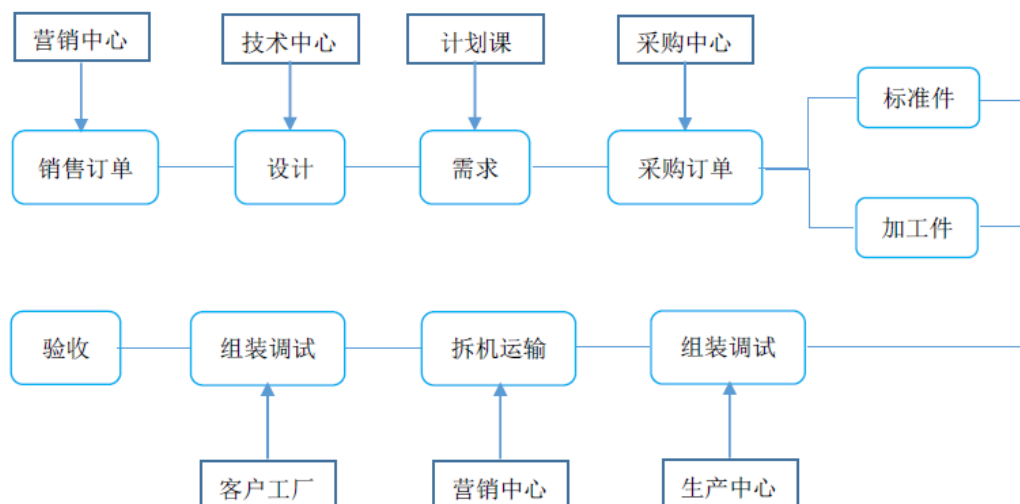 营销中心
技术中心
计划课
采购中心
标准件
销售订单
设计
需求
采购订单
加工件
验收
组装调试
拆机运输
组装调试
客户工厂
营销中心
生产中心